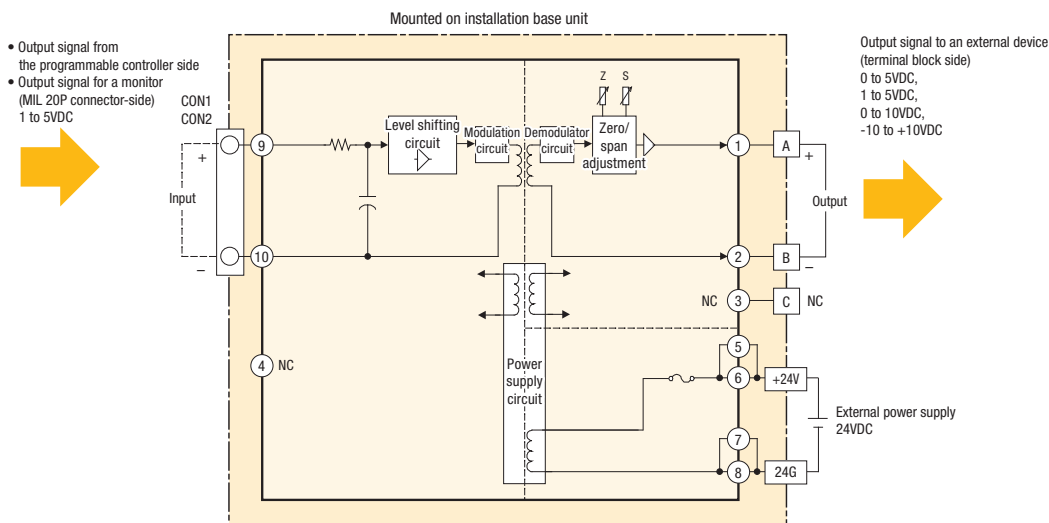 Mounted on installation base unit
• Output signal from
the programmable controller side
• Output signal for a monitor
(MIL 20P connector-side)
1 to 5VDC
CON1
CON2
Output signal to an external device
(terminal block side)
0 to 5VDC,
1 to 5VDC,
0 to 10VDC,
-10 to +10VDC
Z S
Level shifting
circuit
Modulation
circuit
Demodulator
circuit
Zero/
span
adjustment
9
1
A
+
+
Input
Output
10
2
B
−
−
NC
3
C
NC
4
NC
Power
supply
circuit
5
6
+24V
External power supply
24VDC
7
8
24G